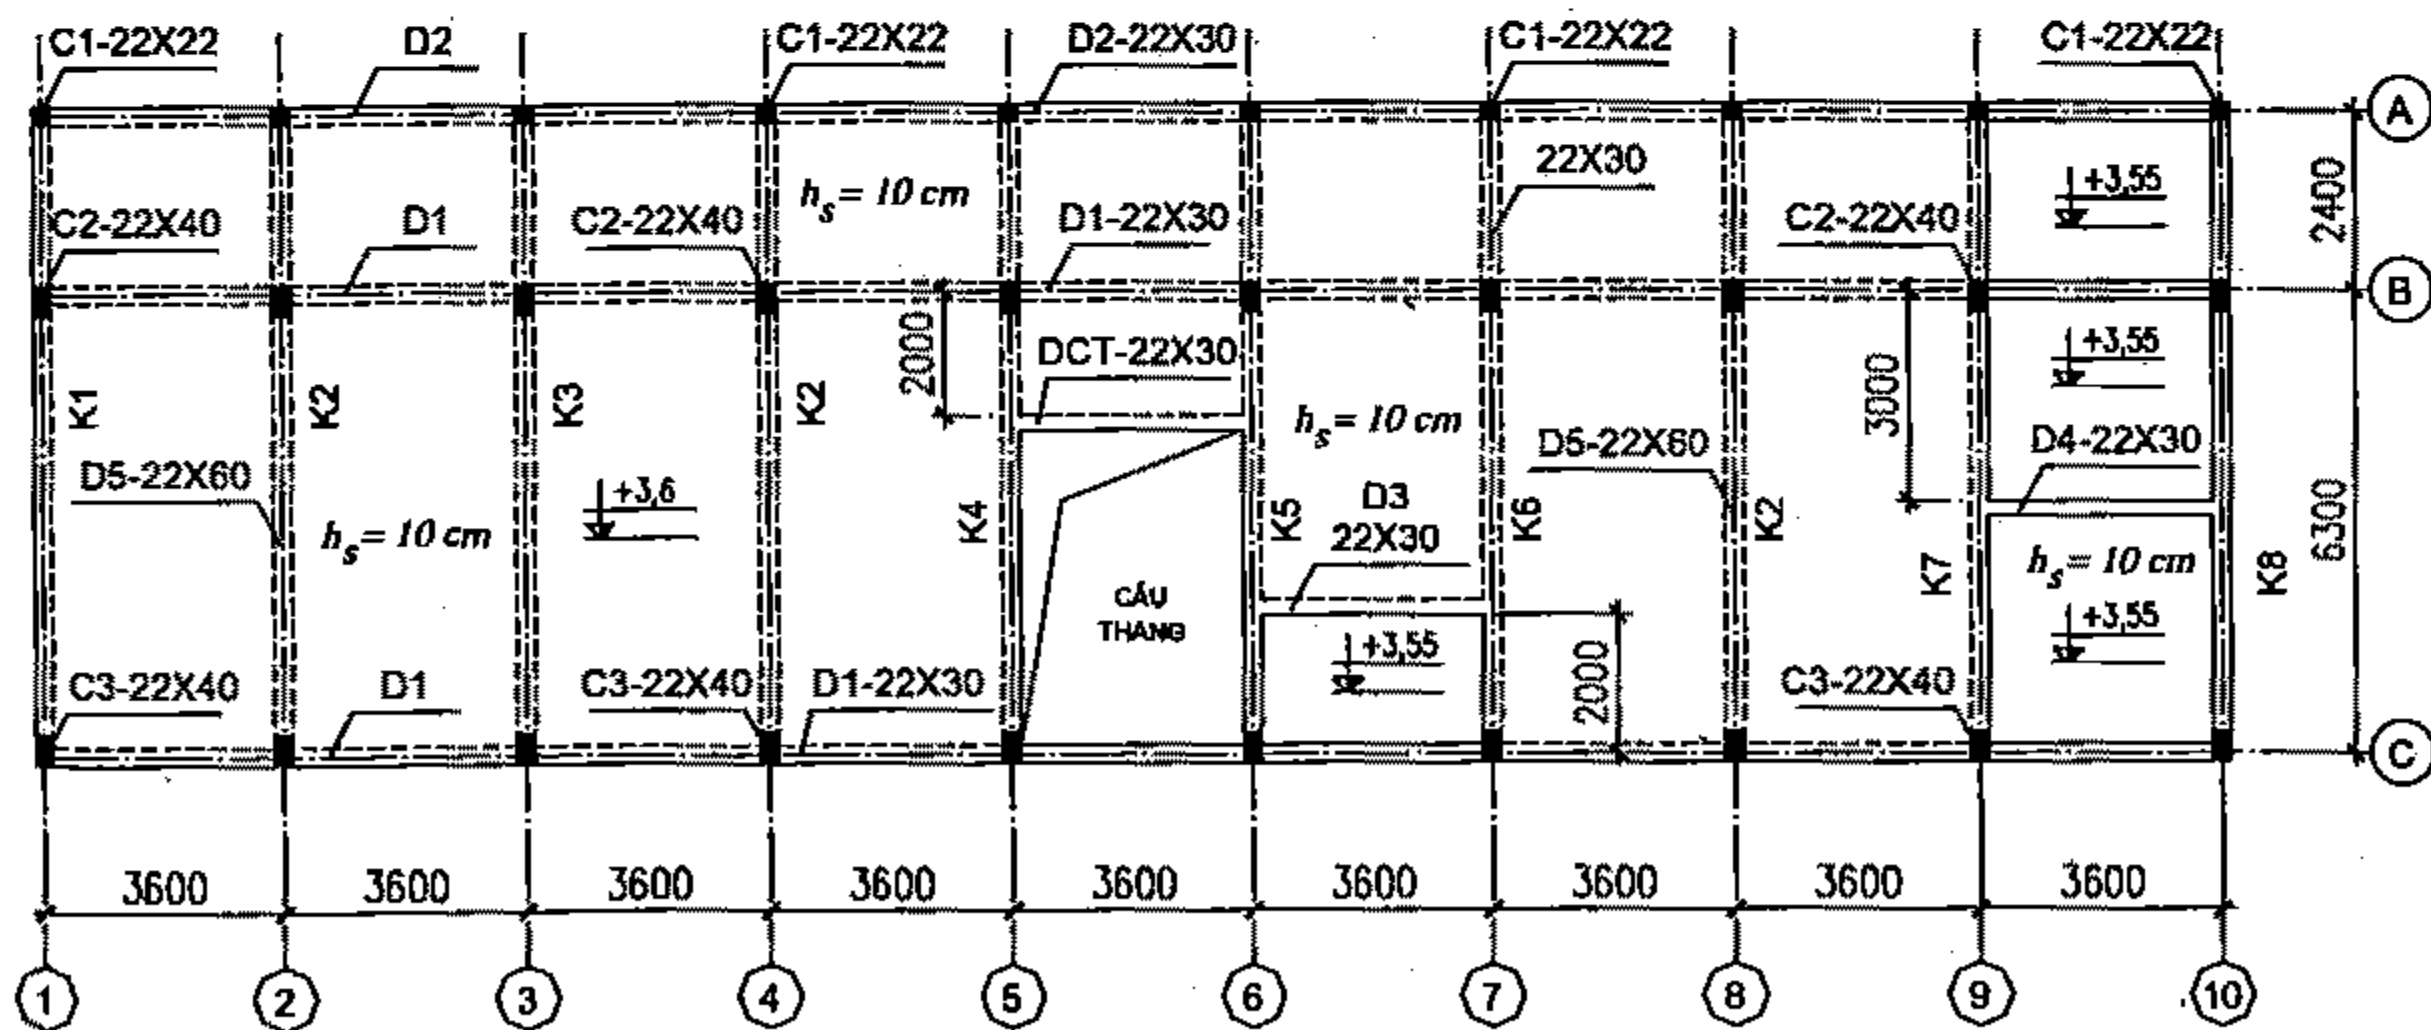 C1-22X22
D2
C1-22X22
D2-22X30
C1-22X22
C1-22X22
A
h_s = 10 cm
22X30
+3,55
2400
C2-22X40
D1
C2-22X40
D1-22X30
C2-22X40
B
2000
DCT-22X30
+3,55
3000
K1
K2
K3
K2
h_s = 10 cm
D5-22X60
D4-22X30
D5-22X60
+3,6
K4
K5
D3
22X30
K6
K2
6300
h_s = 10 cm
K7
h_s = 10 cm
K8
CẦU
THANG
+3,55
+3,55
2000
C3-22X40
D1
C3-22X40
D1-22X30
C3-22X40
C
3600
3600
3600
3600
3600
3600
3600
3600
3600
1
2
3
4
5
6
7
8
9
10